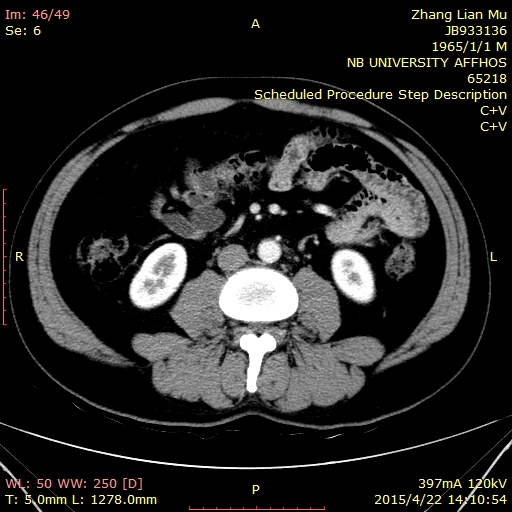 Im: 46/49
Se: 6
A
Zhang Lian Mu
JB933136
1965/1/1 M
NB UNIVERSITY AFFHOS
65218
Scheduled Procedure Step Description
C+V
C+V
R
L
WL: 50 WW: 250 [D]
T: 5.0mm L: 1278.0mm
P
397mA 120kV
2015/4/22 14:10:54